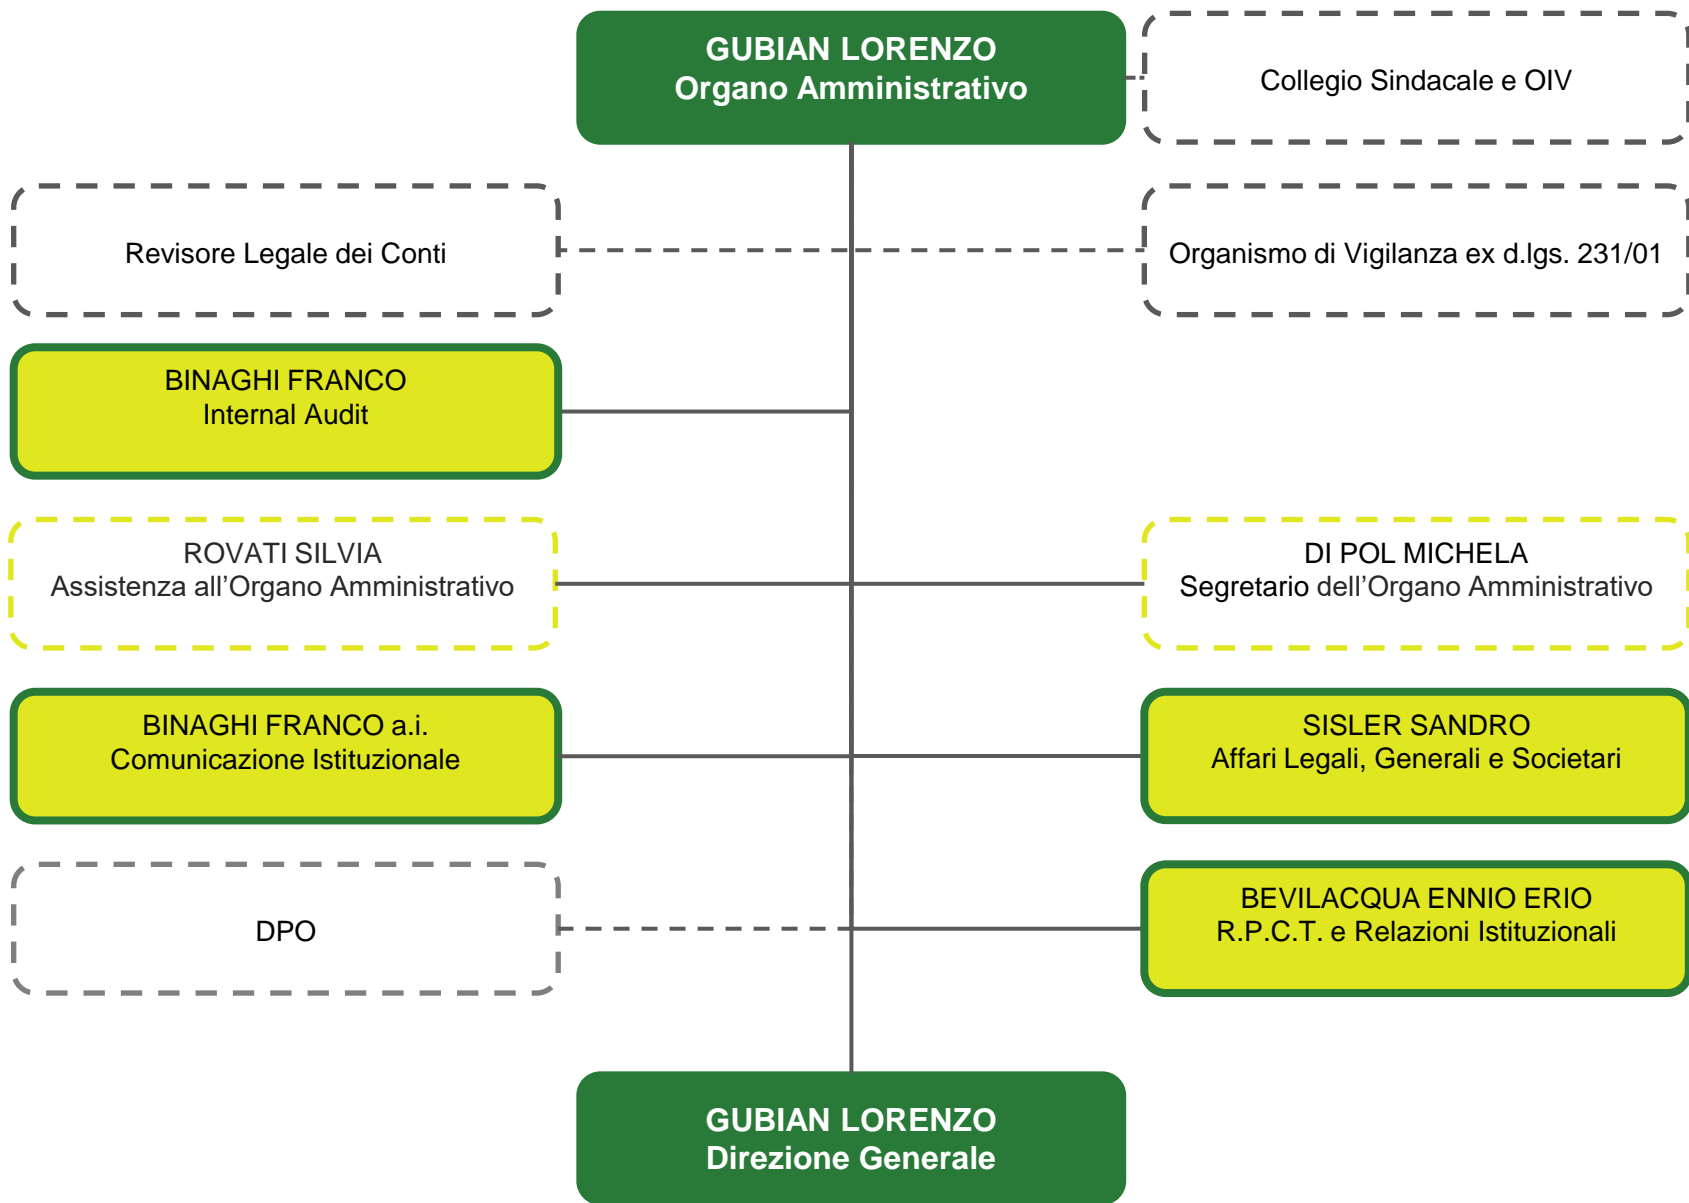 GUBIAN LORENZO
Organo Amministrativo
Collegio Sindacale e OIV
Revisore Legale dei Conti
Organismo di Vigilanza ex d.lgs. 231/01
BINAGHI FRANCO
Internal Audit
ROVATI SILVIA
Assistenza all’Organo Amministrativo
DI POL MICHELA
Segretario dell’Organo Amministrativo
BINAGHI FRANCO a.i.
Comunicazione Istituzionale
SISLER SANDRO
Affari Legali, Generali e Societari
DPO
BEVILACQUA ENNIO ERIO
R.P.C.T. e Relazioni Istituzionali
GUBIAN LORENZO
Direzione Generale